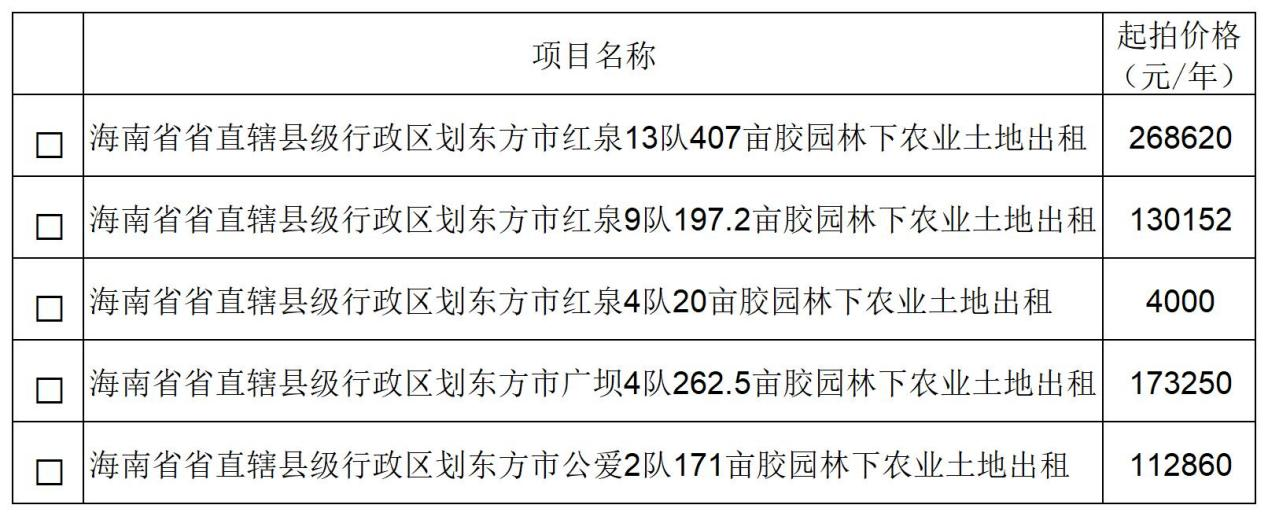 项目名称
起拍价格
（元/年）
□ 海南省省直辖县级行政区划东方市红泉13队407亩胶园林下农业土地出租 268620
□ 海南省省直辖县级行政区划东方市红泉9队197.2亩胶园林下农业土地出租 130152
□ 海南省省直辖县级行政区划东方市红泉4队20亩胶园林下农业土地出租 4000
□ 海南省省直辖县级行政区划东方市广坝4队262.5亩胶园林下农业土地出租 173250
□ 海南省省直辖县级行政区划东方市公爱2队171亩胶园林下农业土地出租 112860